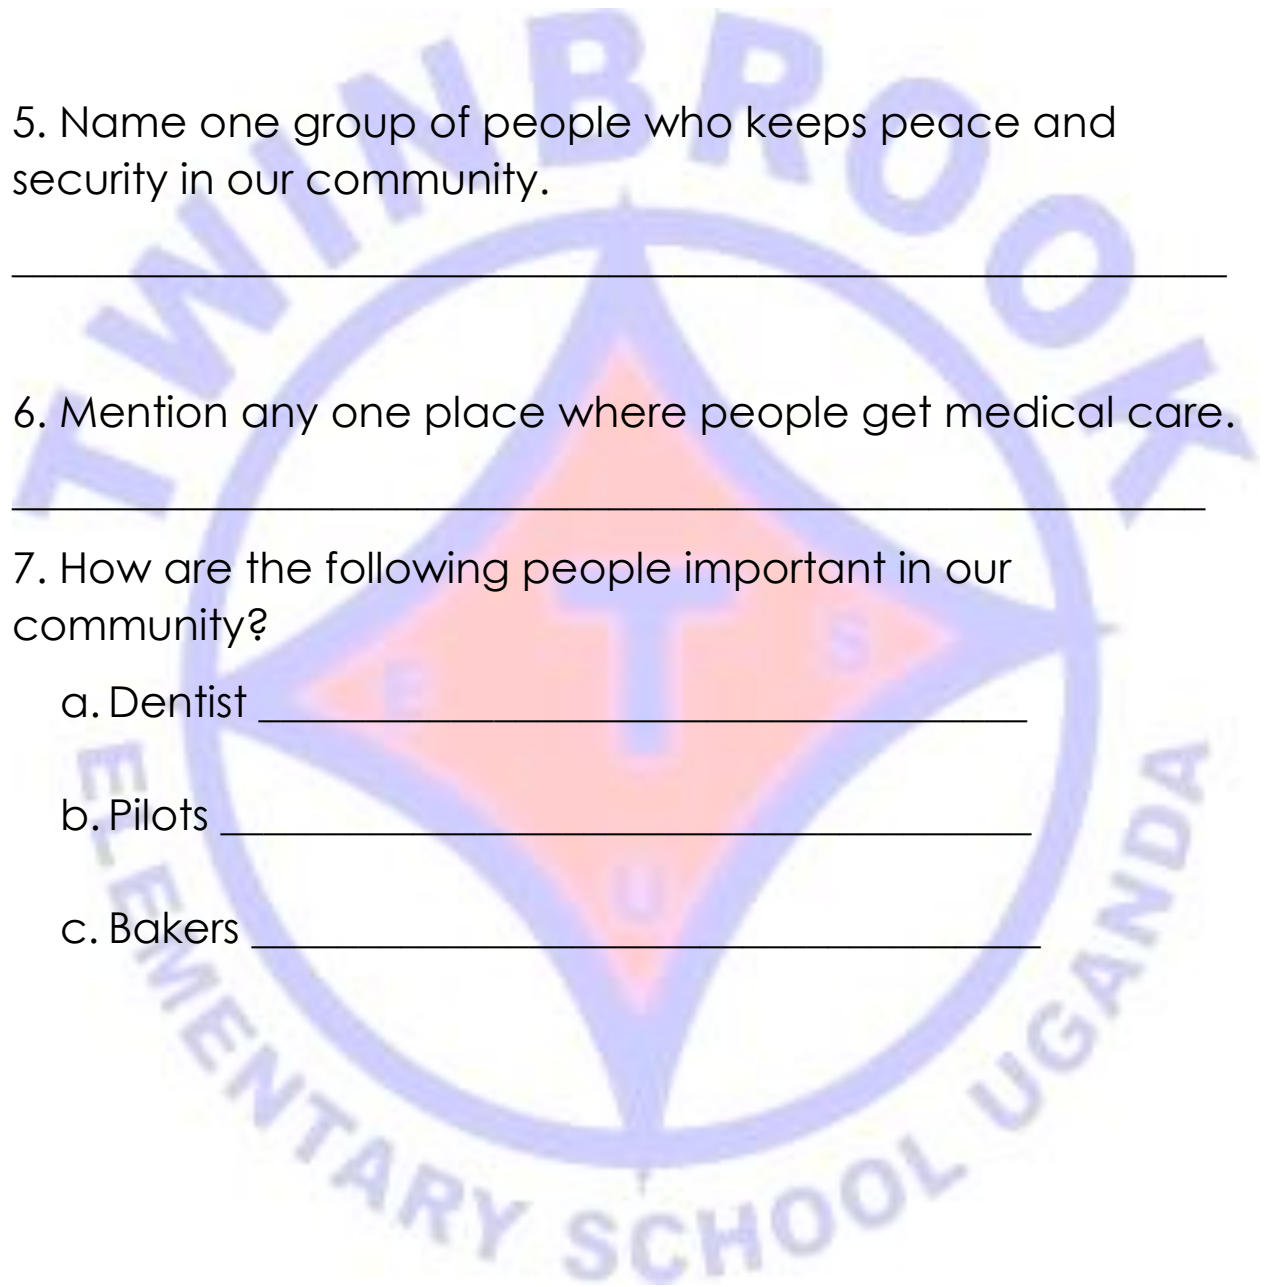 TWINBROOK
5. Name one group of people who keeps peace and
security in our community.
6. Mention any one place where people get medical care.
7. How are the following people important in our
community?
T
E
S
a. Dentist
b. Pilots
U
c. Bakers
ELEMENTARY SCHOOL UGANDA